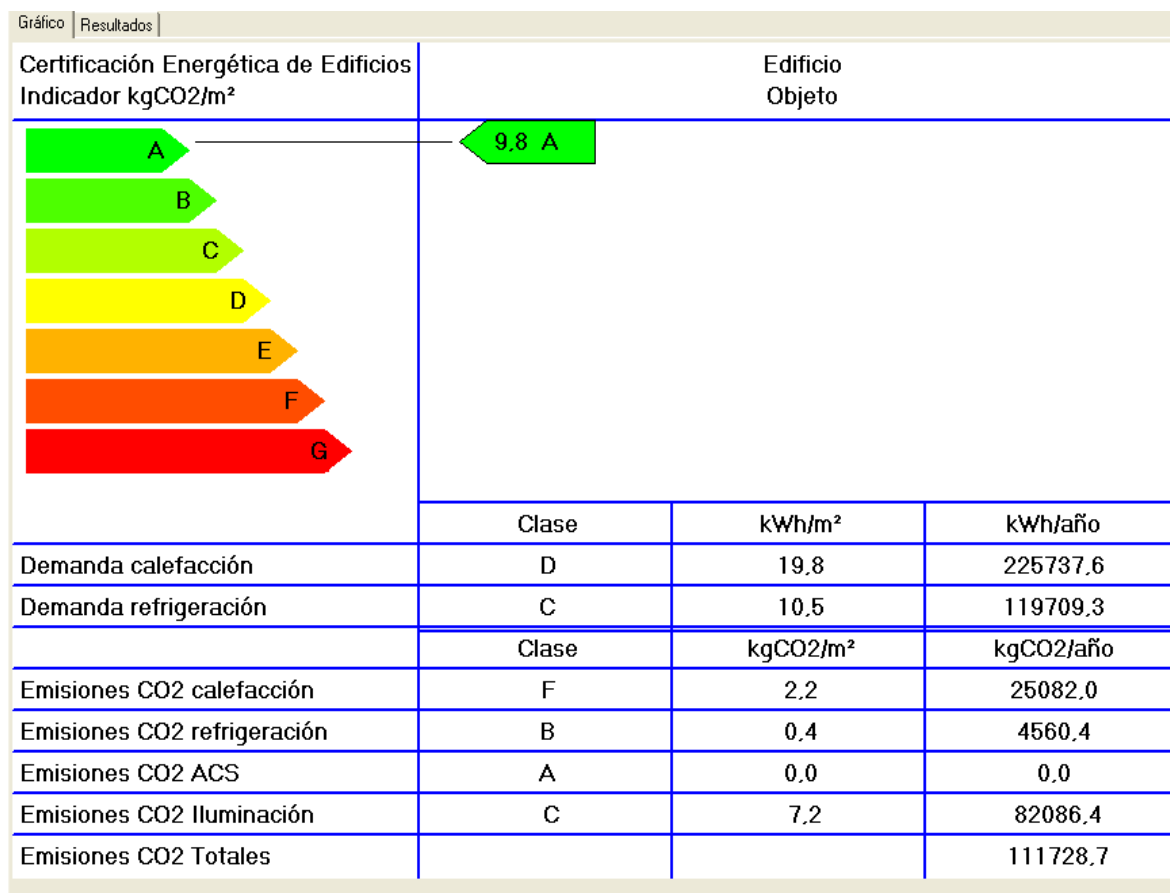 Gráfico Resultados
Certificación Energética de Edificios
Indicador kgCO2/m²
Edificio
Objeto
A
9,8 A
B
C
D
E
F
G
Clase kWh/m² kWh/año
Demanda calefacción D 19,8 225737,6
Demanda refrigeración C 10,5 119709,3
Clase kgCO2/m² kgCO2/año
Emisiones CO2 calefacción F 2,2 25082,0
Emisiones CO2 refrigeración B 0,4 4560,4
Emisiones CO2 ACS A 0,0 0,0
Emisiones CO2 Iluminación C 7,2 82086,4
Emisiones CO2 Totales 111728,7